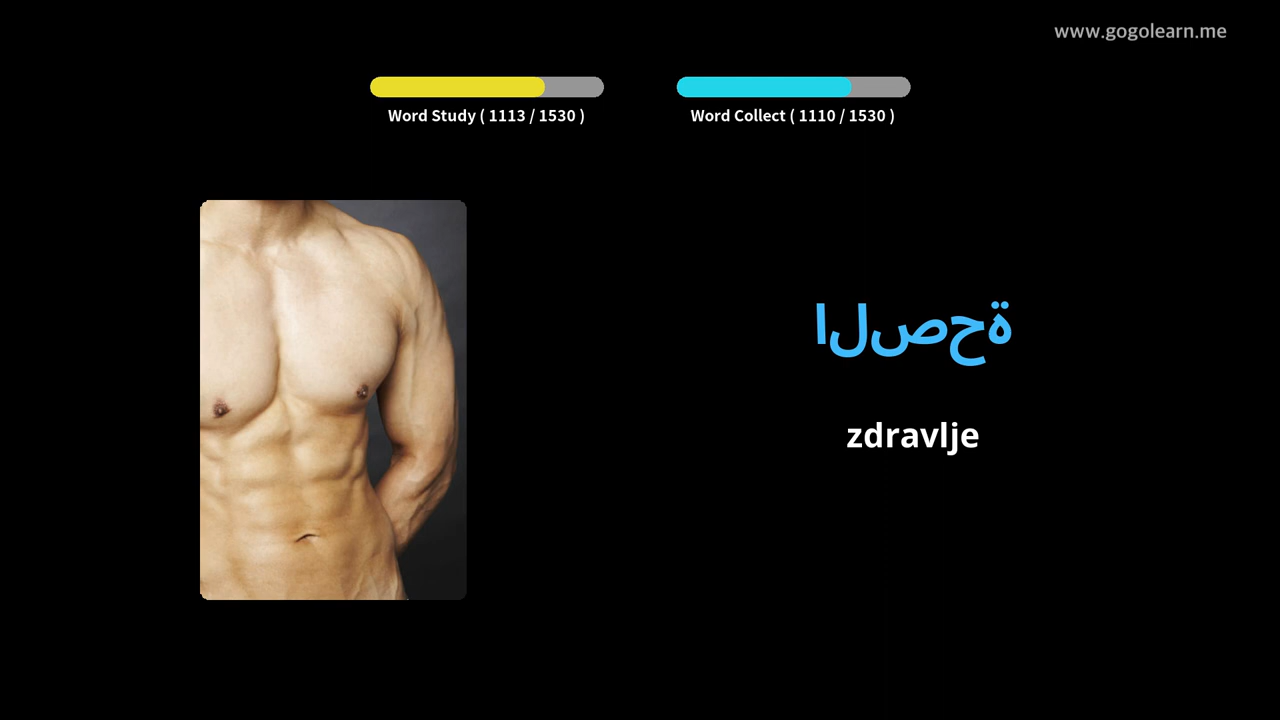 www.gogolearn.me
Word Study ( 1113 / 1530 )
Word Collect ( 1110 / 1530 )
الصحة
zdravlje